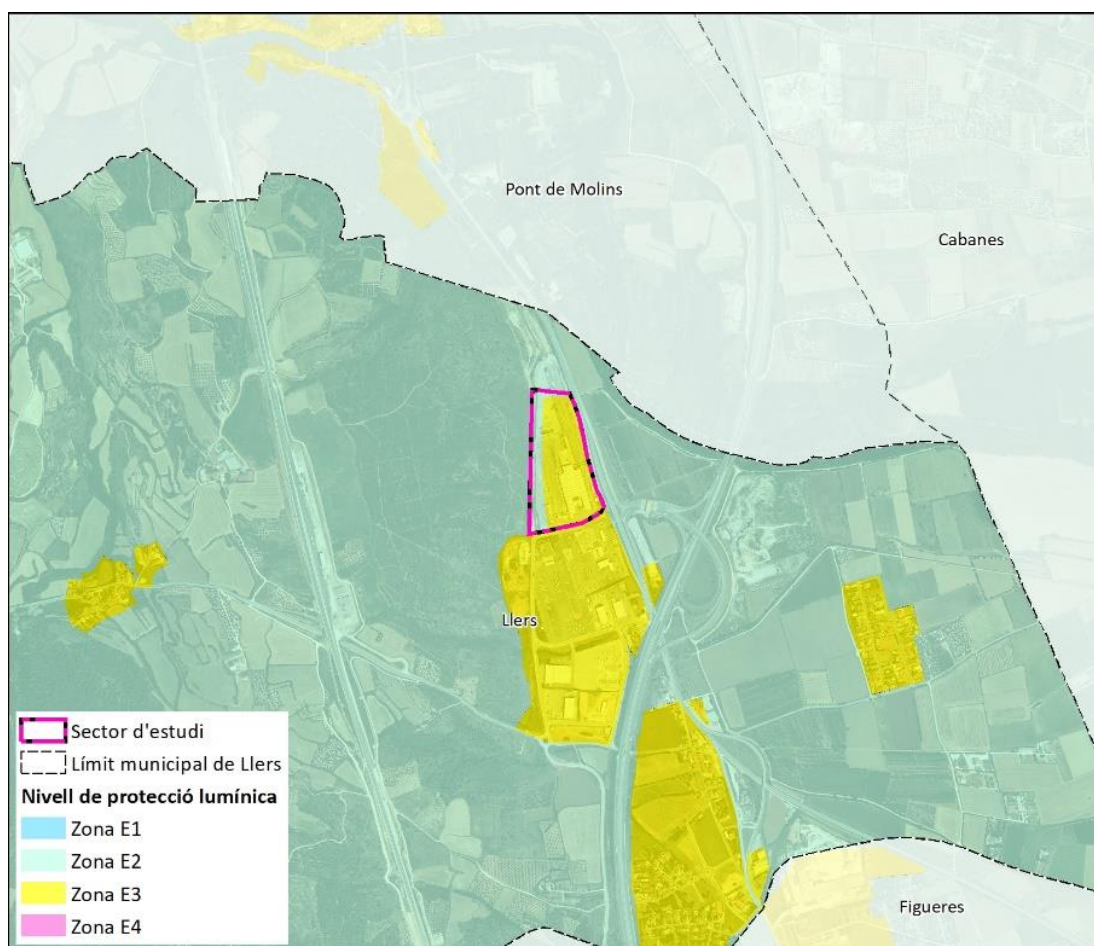 Pont de Molins
Cabanes
Llers
Figueres
Sector d'estudi
Límit municipal de Llers
Nivell de protecció lumínica
Zona E1
Zona E2
Zona E3
Zona E4